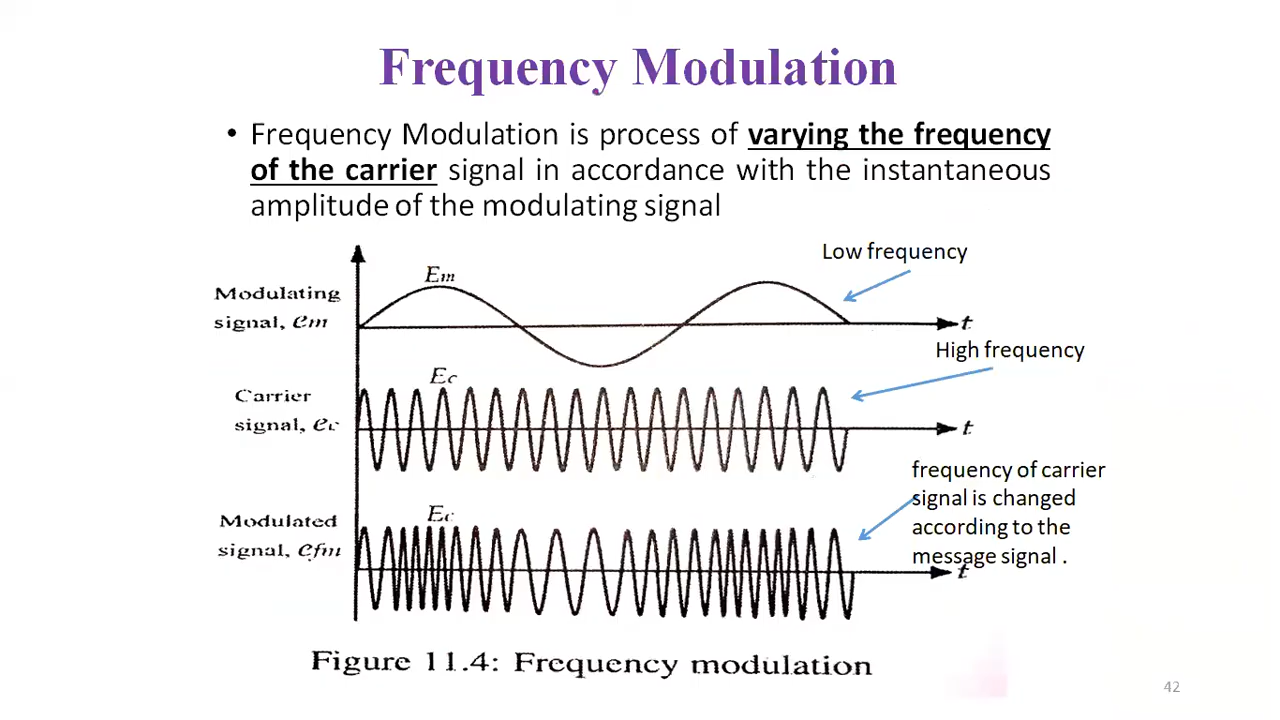 Frequency Modulation
• Frequency Modulation is process of varying the frequency
of the carrier signal in accordance with the instantaneous
amplitude of the modulating signal
Low frequency
Em
Modulating
signal, em
t
High frequency
Ec
Carrier
signal, ec
t
frequency of carrier
signal is changed
according to the
message signal .
Ec
Modulated
signal, efm
t
Figure 11.4: Frequency modulation
42